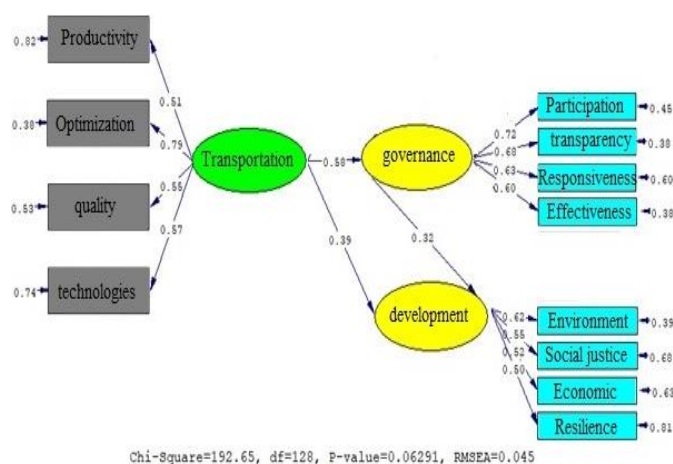 0.82 Productivity
0.38 Optimization
0.53 quality
0.74 technologies
0.51
0.79
0.55
0.57
Transportation
0.58
0.39
governance
0.32
development
0.72
0.68
0.63
0.60
Participation 0.45
transparency 0.38
Responsiveness 0.60
Effectiveness 0.38
0.62
0.55
0.52
0.50
Environment 0.39
Social justice 0.68
Economic 0.63
Resilience 0.81
Chi-Square=192.65, df=128, P-value=0.06291, RMSEA=0.045